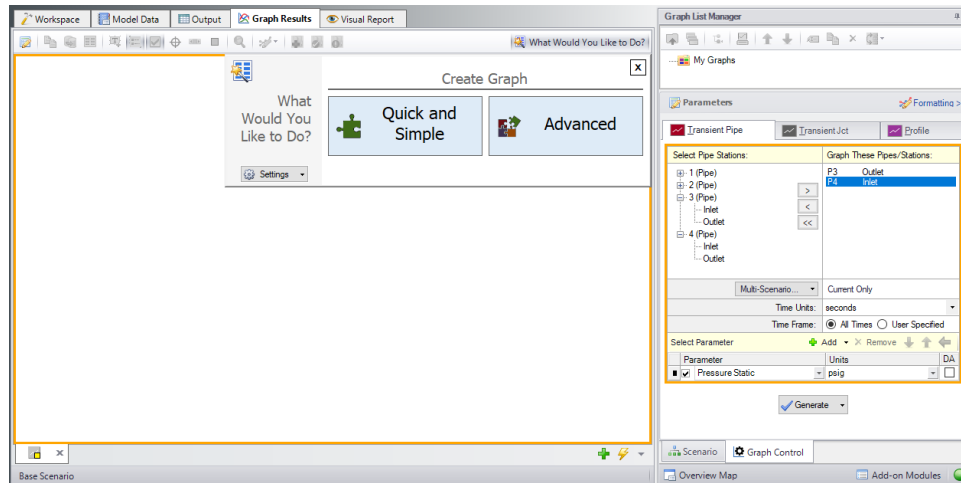 Workspace
Model Data
Output
Graph Results
Visual Report
What Would You Like to Do?
What
Would You
Like to Do?
Settings
Create Graph
x
Quick and
Simple
Advanced
Base Scenario
Graph List Manager
My Graphs
Parameters
Formatting >
Transient Pipe
Transient Jct
Profile
Select Pipe Stations:
Graph These Pipes/Stations:
1 (Pipe)
2 (Pipe)
3 (Pipe)
Inlet
Outlet
4 (Pipe)
Inlet
Outlet
>
<
<<
P3 Outlet
P4 Inlet
Multi-Scenario...
Current Only
Time Units:
seconds
Time Frame:
All Times
User Specified
Select Parameter
Add
Remove
Parameter
Units
DA
Pressure Static
psig
Generate
Scenario
Graph Control
Overview Map
Add-on Modules